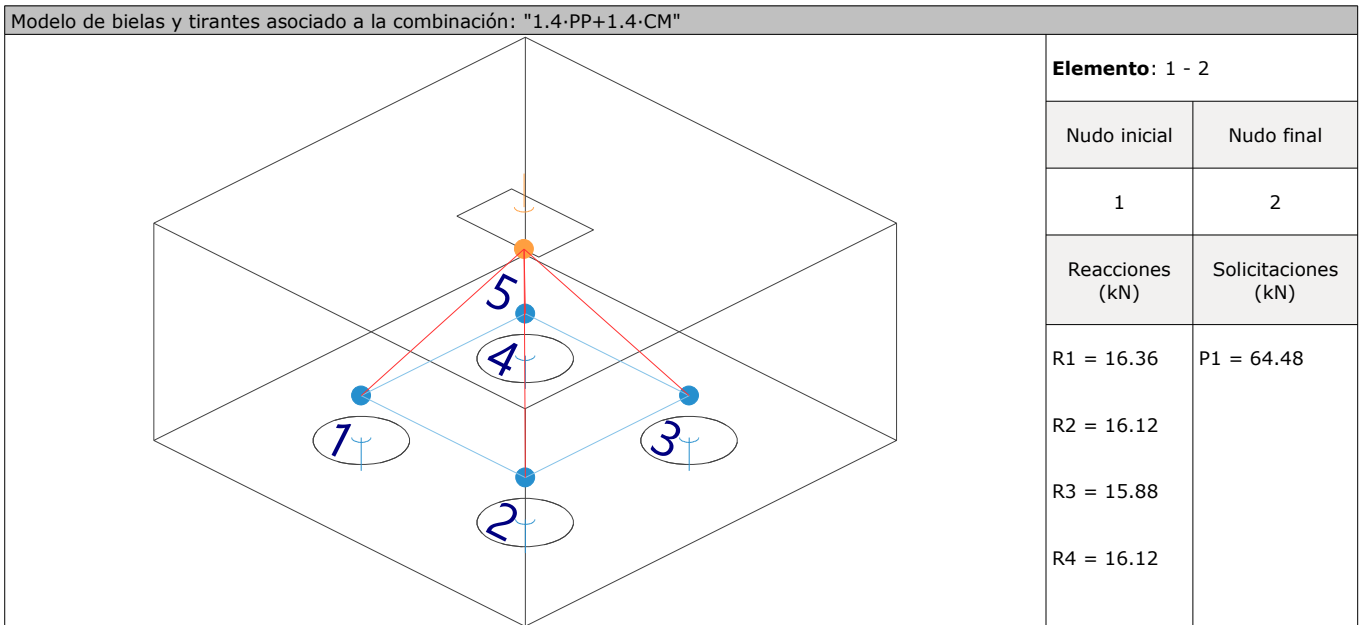 Modelo de bielas y tirantes asociado a la combinación: "1.4·PP+1.4·CM"
Elemento: 1 - 2
Nudo inicial Nudo final
1 2
Reacciones (kN) Solicitaciones (kN)
R1 = 16.36 P1 = 64.48
R2 = 16.12
R3 = 15.88
R4 = 16.12
5
4
1
3
2